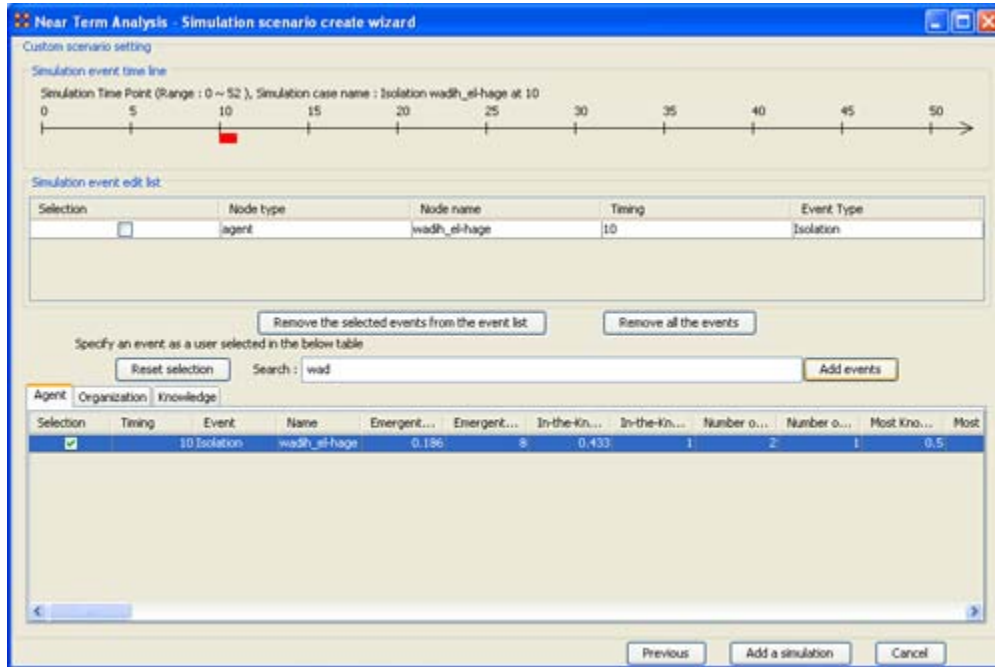 Near Term Analysis - Simulation scenario create wizard
Custom scenario setting
Simulation event time line
Simulation Time Point (Range : 0 ~ 52 ), Simulation case name : Isolation wadih_el-hage at 10
0 5 10 15 20 25 30 35 40 45 50
Simulation event edit list
Selection Node type Node name Timing Event Type
agent wadih_el-hage 10 Isolation
Remove the selected events from the event list Remove all the events
Specify an event as a user selected in the below table
Reset selection Search : wad Add events
Agent Organization Knowledge
Selection Timing Event Name Emergent... Emergent... In-the-Kn... In-the-Kn... Number o... Number o... Most Kno... Most
10 Isolation wadih_el-hage 0.186 8 0.433 1 2 1 0.5
Previous Add a simulation Cancel